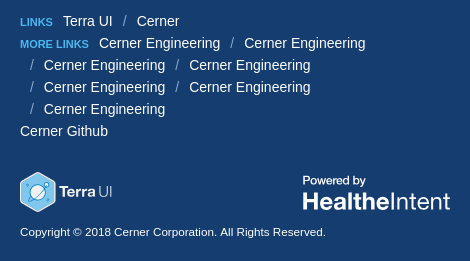 LINKS Terra UI / Cerner
MORE LINKS Cerner Engineering / Cerner Engineering
/ Cerner Engineering / Cerner Engineering
/ Cerner Engineering / Cerner Engineering
/ Cerner Engineering
Cerner Github
Terra UI
Powered by
HealtheIntent
Copyright © 2018 Cerner Corporation. All Rights Reserved.